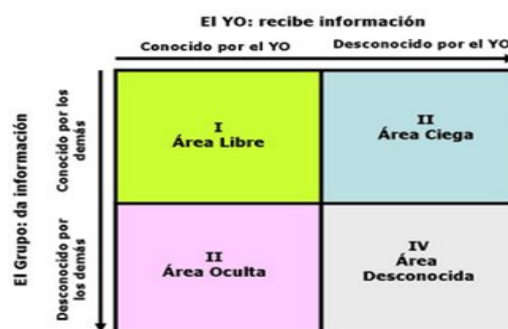 El YO: recibe información
Conocido por el YO
Desconocido por el YO
El Grupo: da información
Conocido por los
demás
Desconocido por
los demás
I
Área Libre
II
Área Ciega
II
Área Oculta
IV
Área
Desconocida